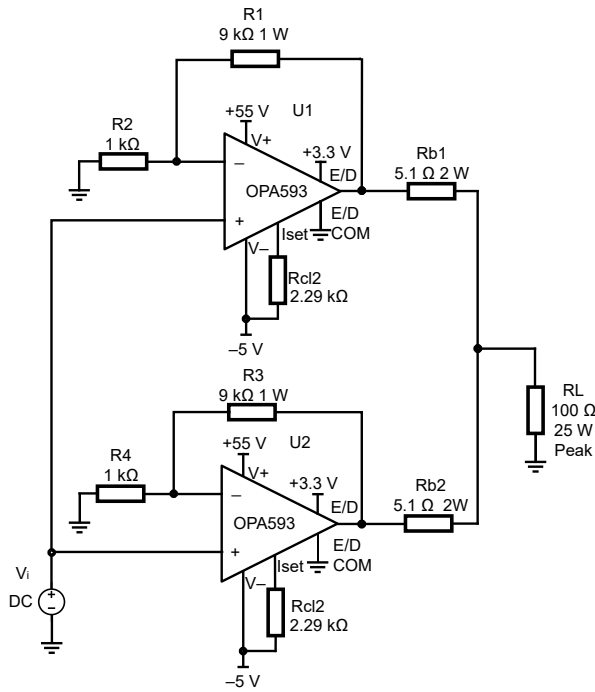 R1
9 kΩ 1 W
+55 V
U1
R2
1 kΩ
V+
+3.3 V
–
E/D
OPA593
Rb1
5.1 Ω 2 W
+
E/D
COM
Iset
V–
Rcl2
2.29 kΩ
–5 V
R3
9 kΩ 1 W
RL
100 Ω
25 W
Peak
+55 V
U2
R4
1 kΩ
V+
+3.3 V
–
E/D
OPA593
Rb2
5.1 Ω 2W
+
E/D
COM
Iset
V–
Vi
DC
+
–
Rcl2
2.29 kΩ
–5 V